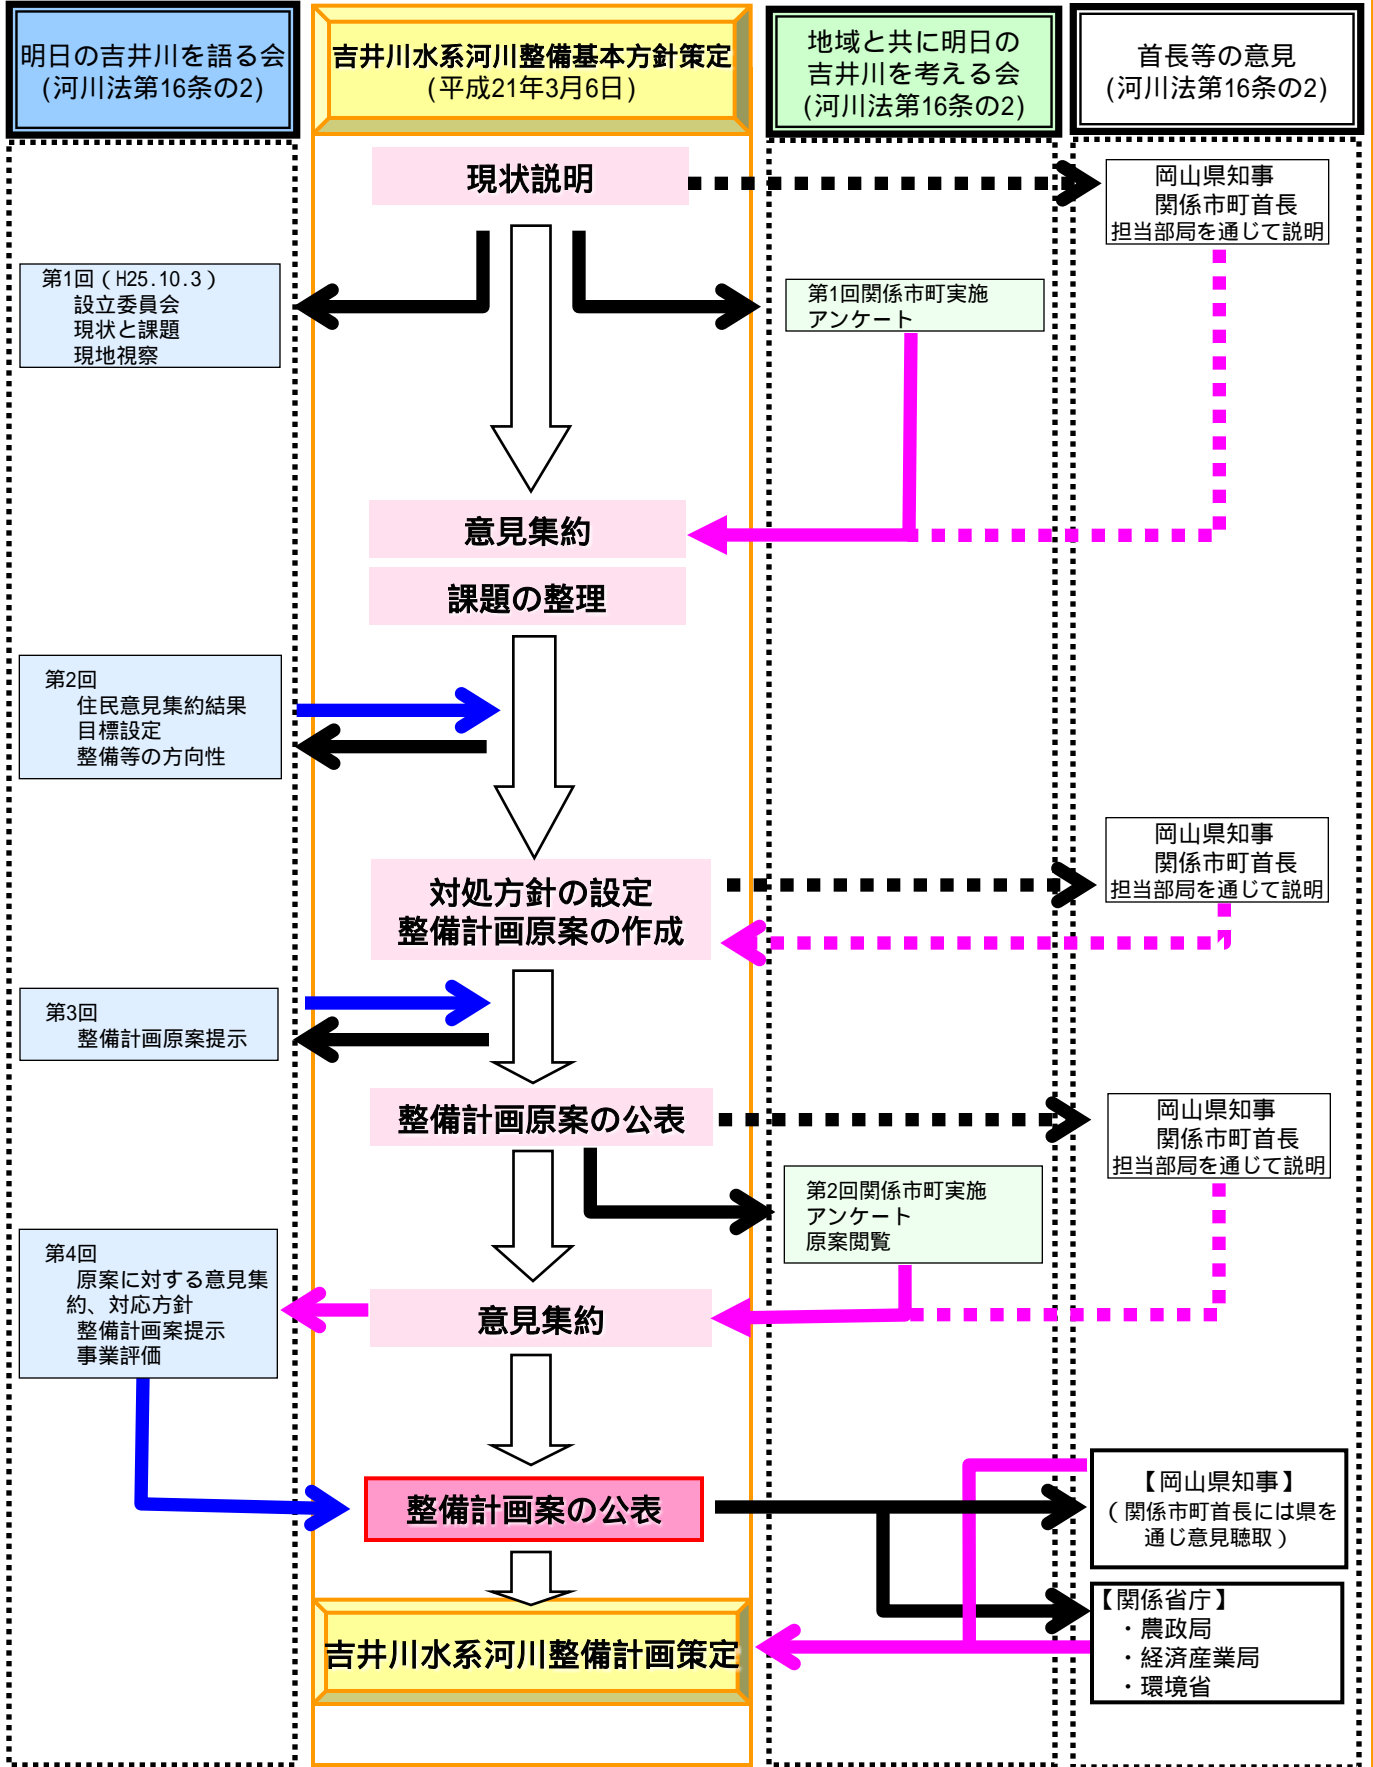 明日の吉井川を語る会
(河川法第16条の2)
吉井川水系河川整備基本方針策定
(平成21年3月6日)
地域と共に明日の
吉井川を考える会
(河川法第16条の2)
首長等の意見
(河川法第16条の2)
現状説明
岡山県知事
関係市町首長
担当部局を通じて説明
第1回（H25.10.3）
設立委員会
現状と課題
現地視察
第1回関係市町実施
アンケート
意見集約
課題の整理
第2回
住民意見集約結果
目標設定
整備等の方向性
対処方針の設定
整備計画原案の作成
岡山県知事
関係市町首長
担当部局を通じて説明
第3回
整備計画原案提示
整備計画原案の公表
岡山県知事
関係市町首長
担当部局を通じて説明
第2回関係市町実施
アンケート
原案閲覧
第4回
原案に対する意見集
約、対応方針
整備計画案提示
事業評価
意見集約
整備計画案の公表
【岡山県知事】
（関係市町首長には県を
通じ意見聴取）
【関係省庁】
・農政局
・経済産業局
・環境省
吉井川水系河川整備計画策定